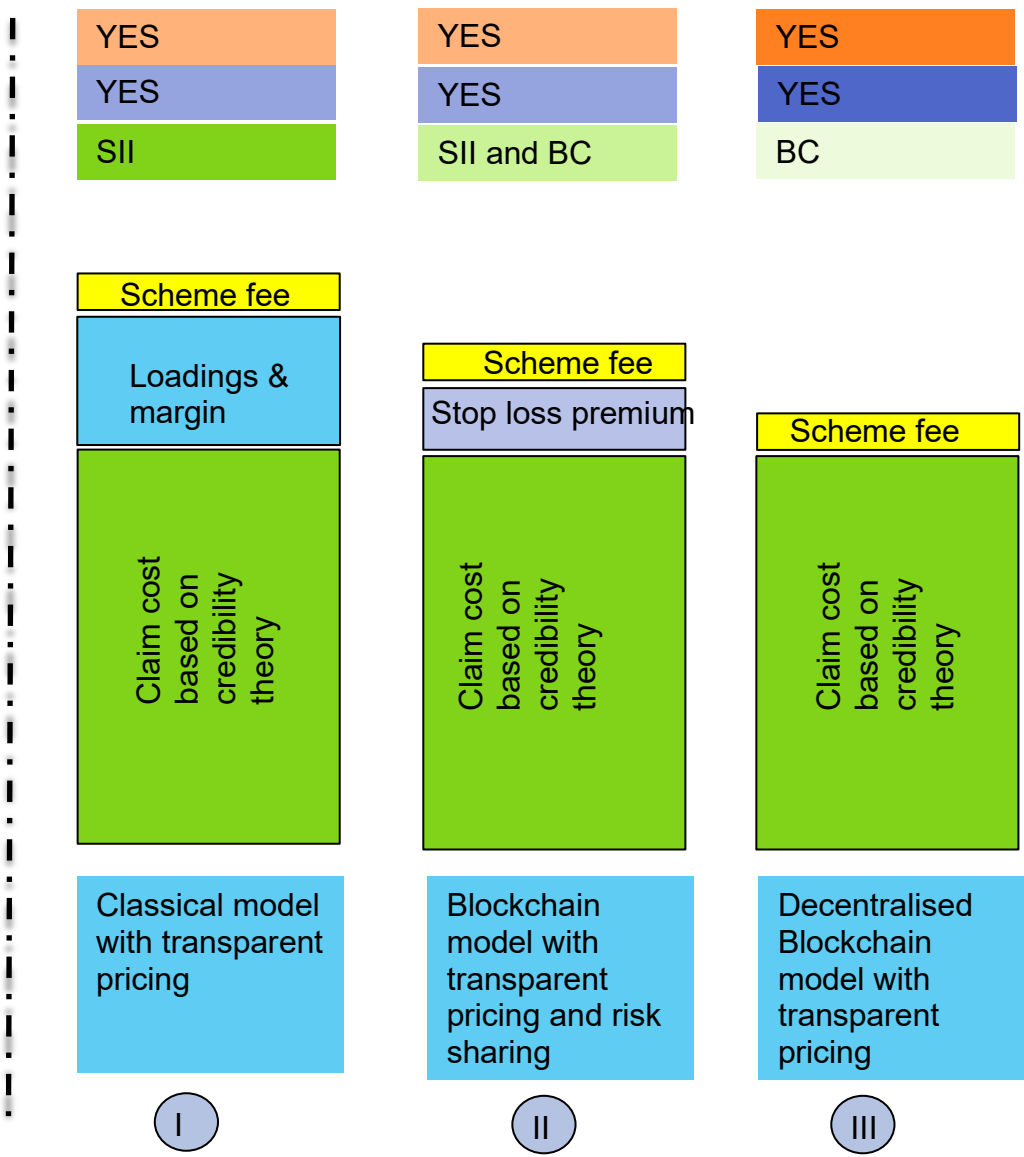 YES
YES
SII
YES
YES
SII and BC
YES
YES
BC
Scheme fee
Loadings &
margin
Claim cost
based on
credibility
theory
Scheme fee
Stop loss premium
Claim cost
based on
credibility
theory
Scheme fee
Claim cost
based on
credibility
theory
Classical model
with transparent
pricing
Blockchain
model with
transparent
pricing and risk
sharing
Decentralised
Blockchain
model with
transparent
pricing
I
II
III